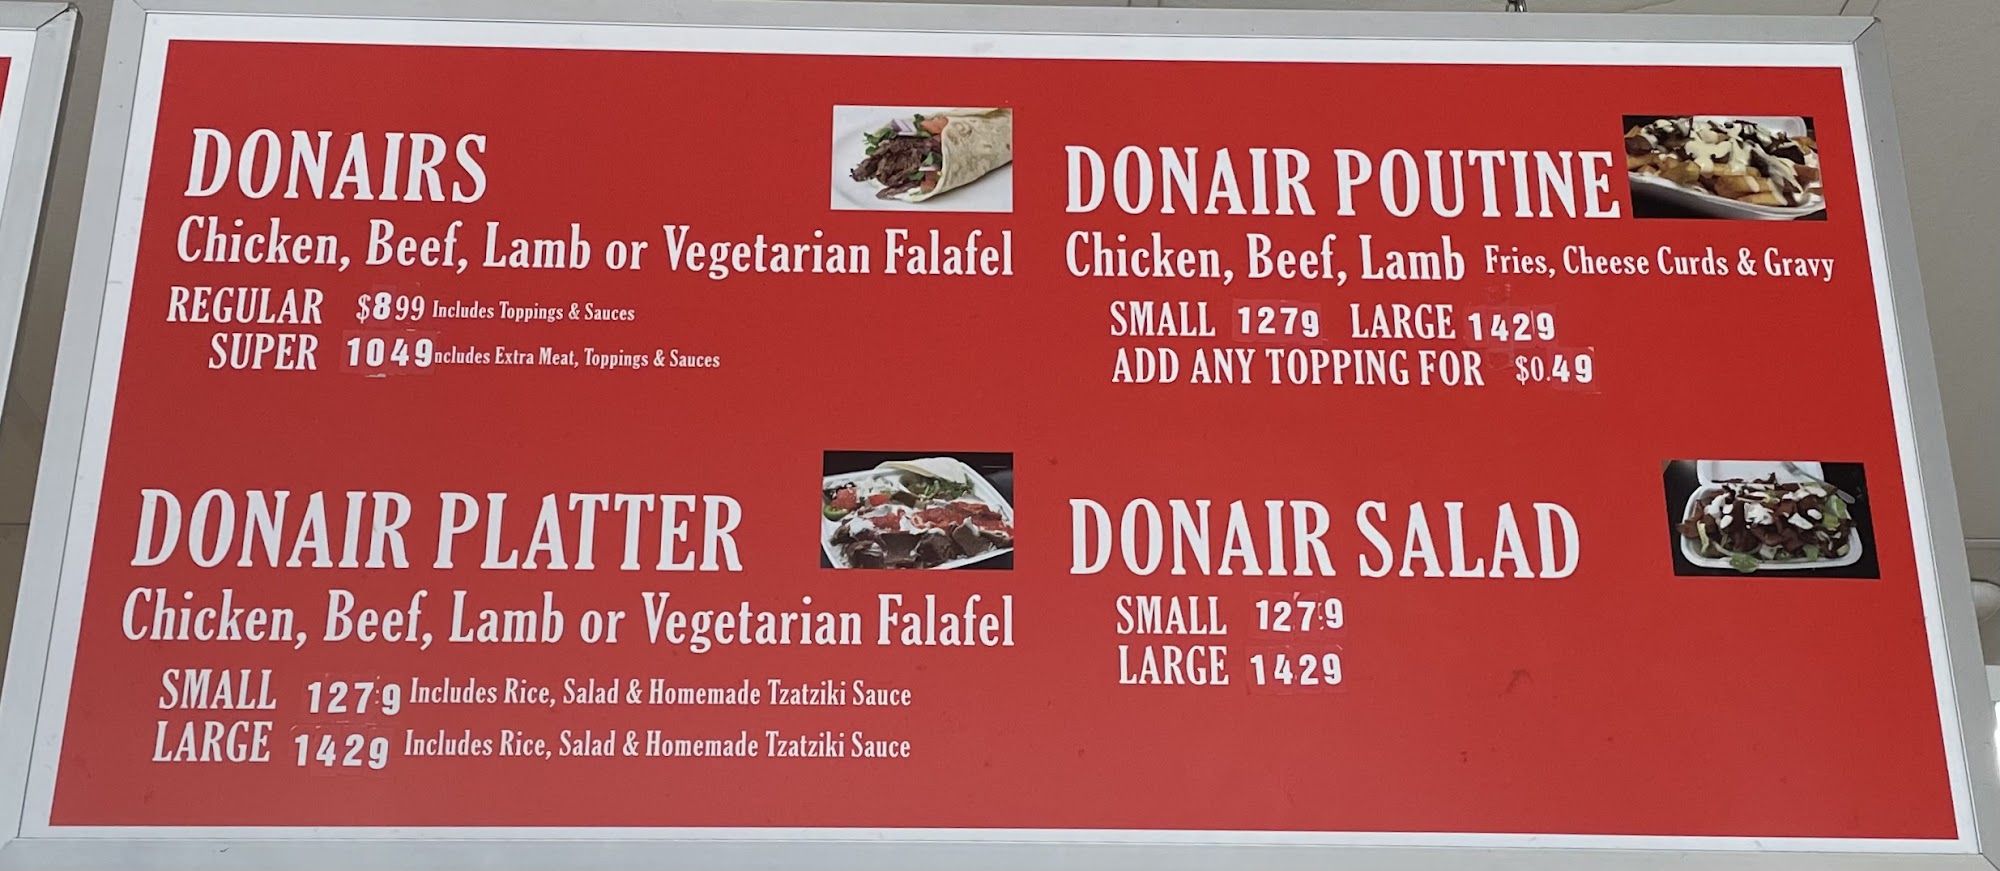 DONAIRS
Chicken, Beef, Lamb or Vegetarian Falafel
REGULAR $899 Includes Toppings & Sauces
SUPER 1049 ncludes Extra Meat, Toppings & Sauces
DONAIR POUTINE
Chicken, Beef, Lamb Fries, Cheese Curds & Gravy
SMALL 1279 LARGE 1429
ADD ANY TOPPING FOR $0.49
DONAIR PLATTER
Chicken, Beef, Lamb or Vegetarian Falafel
SMALL 1279 Includes Rice, Salad & Homemade Tzatziki Sauce
LARGE 1429 Includes Rice, Salad & Homemade Tzatziki Sauce
DONAIR SALAD
SMALL 1279
LARGE 1429